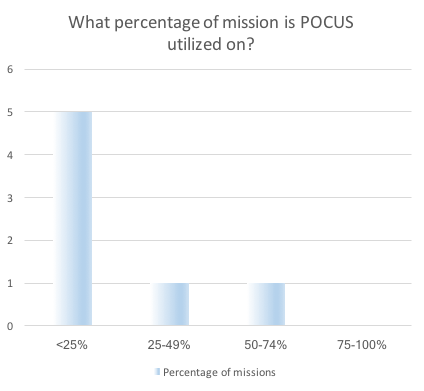 What percentage of mission is POCUS
utilized on?
6
5
4
3
2
1
0
<25% 25-49% 50-74% 75-100%
Percentage of missions